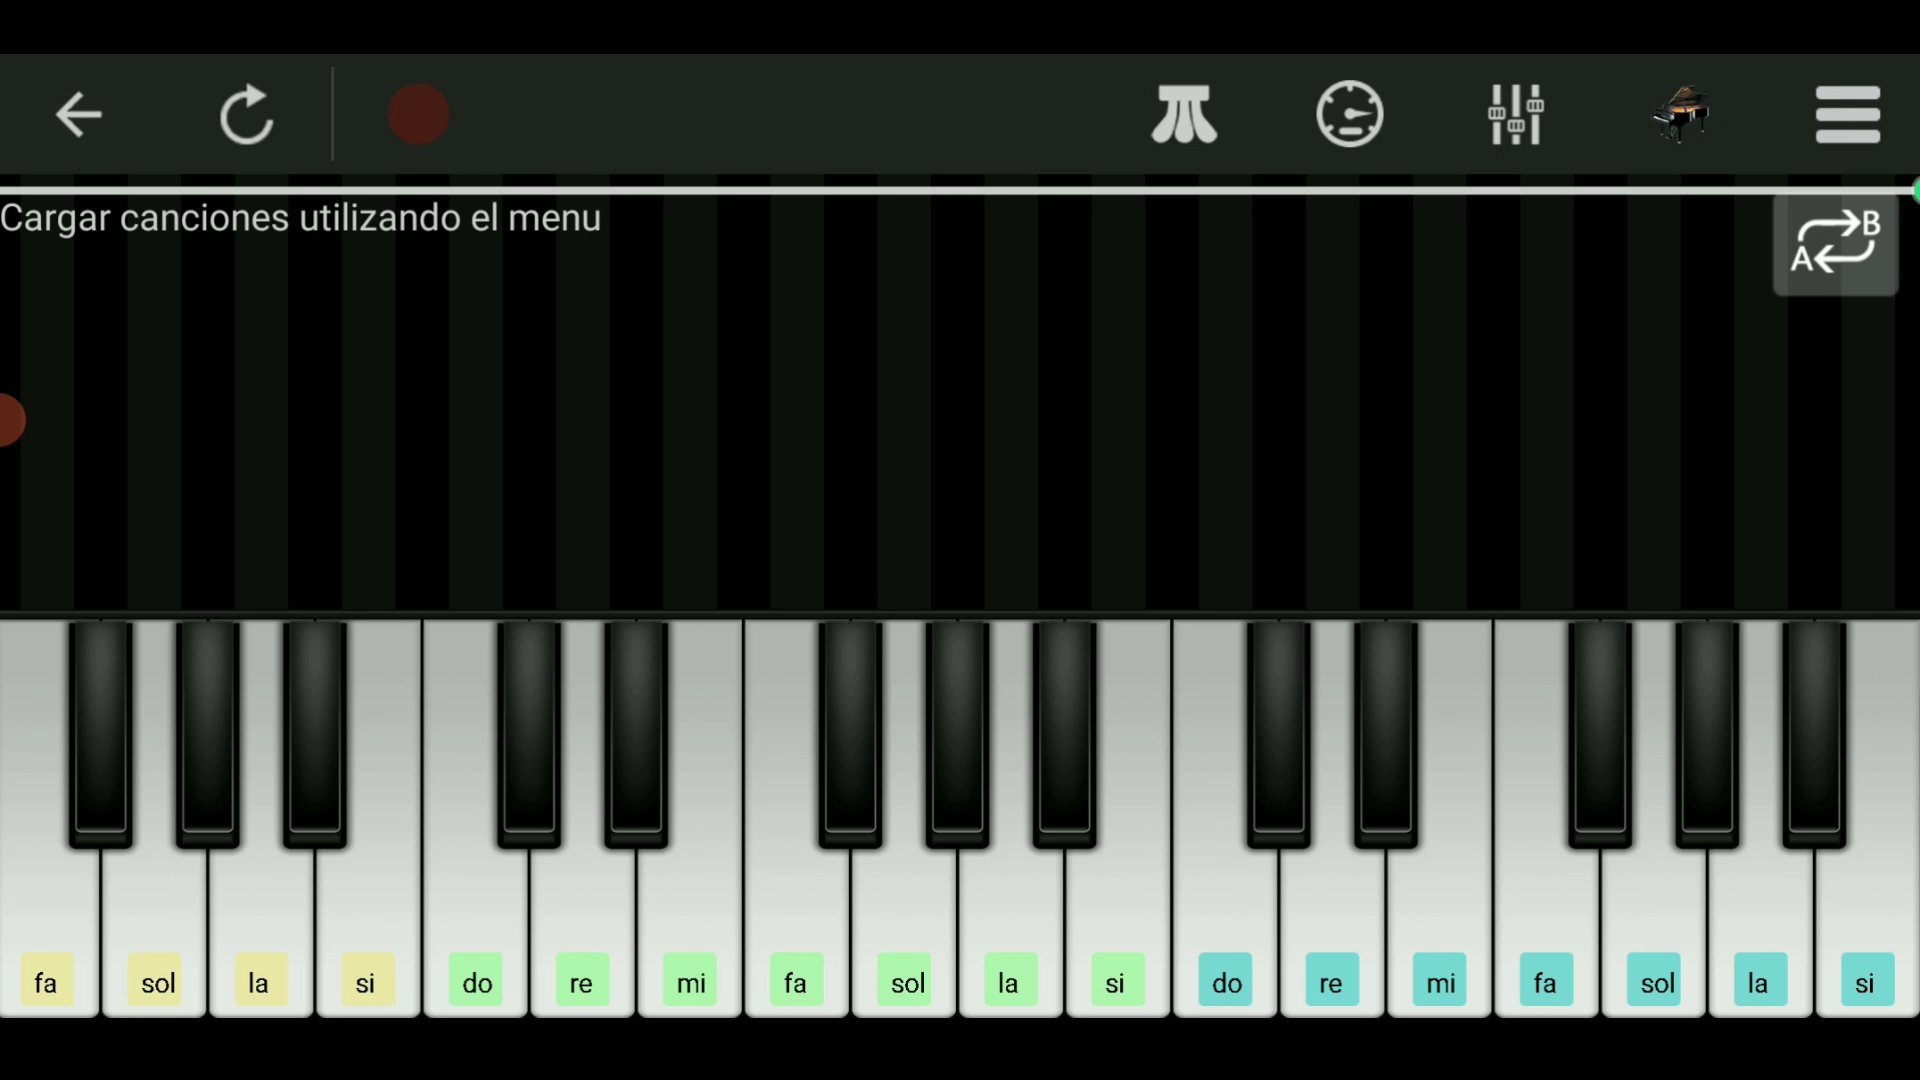 Cargar canciones utilizando el menu
B
A
fa sol la si do re mi fa sol la si do re mi fa sol la si